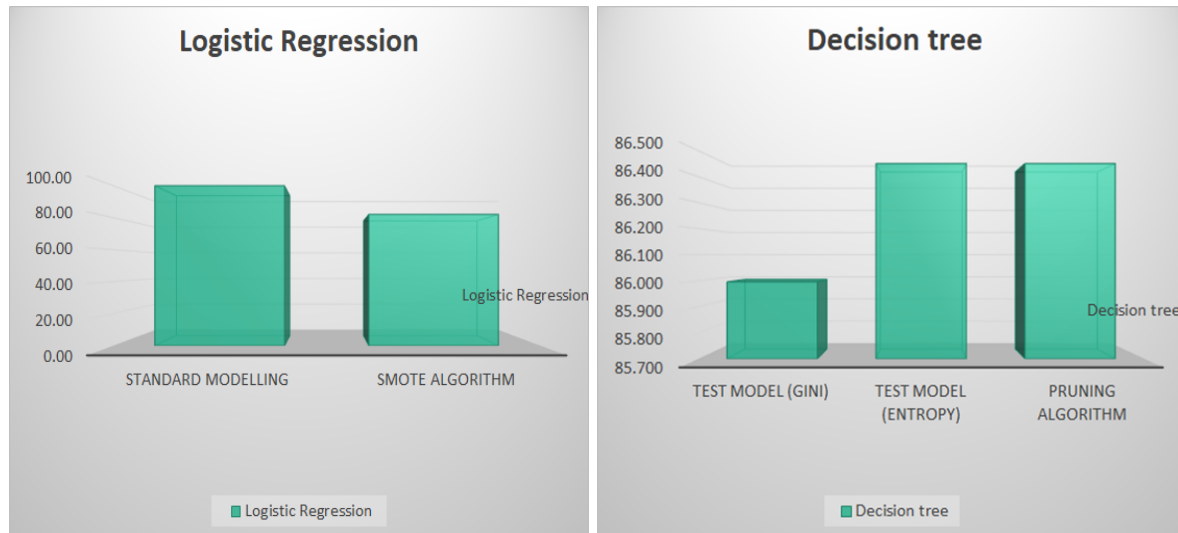 Logistic Regression
100.00
80.00
60.00
40.00
20.00
0.00
Logistic Regression
STANDARD MODELLING
SMOTE ALGORITHM
Logistic Regression
Decision tree
86.500
86.400
86.300
86.200
86.100
86.000
85.900
85.800
85.700
Decision tree
TEST MODEL (GINI)
TEST MODEL
(ENTROPY)
PRUNING
ALGORITHM
Decision tree